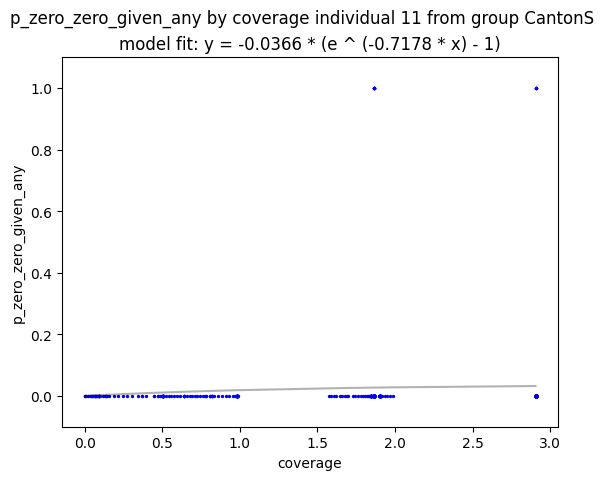 p_zero_zero_given_any by coverage individual 11 from group CantonS
model fit: y = -0.0366 * (e ^ (-0.7178 * x) - 1)
1.0
0.8
0.6
0.4
0.2
0.0
p_zero_zero_given_any
0.0 0.5 1.0 1.5 2.0 2.5 3.0
coverage